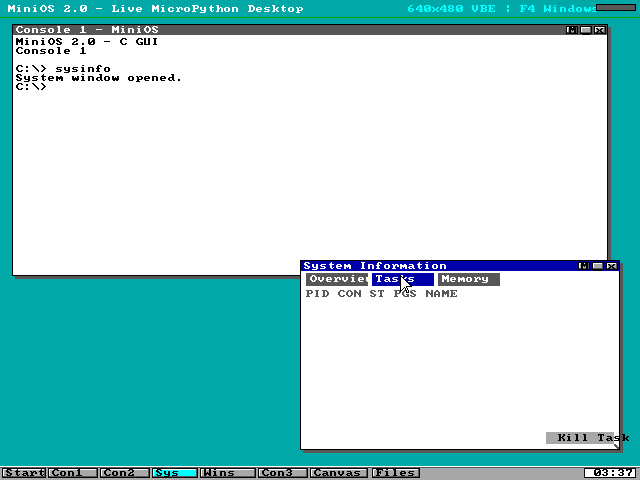 MiniOS 2.0 - Live MicroPython Desktop
640x480 VBE | F4 Windows
Console 1 - MiniOS
M
x
MiniOS 2.0 - C GUI
Console 1
C:\> sysinfo
System window opened.
C:\>
System Information
M
x
Overvie
Tasks
Memory
PID CON ST PGS NAME
Kill Task
Start
Con1
Con2
Sys
Wins
Con3
Canvas
Files
03:37